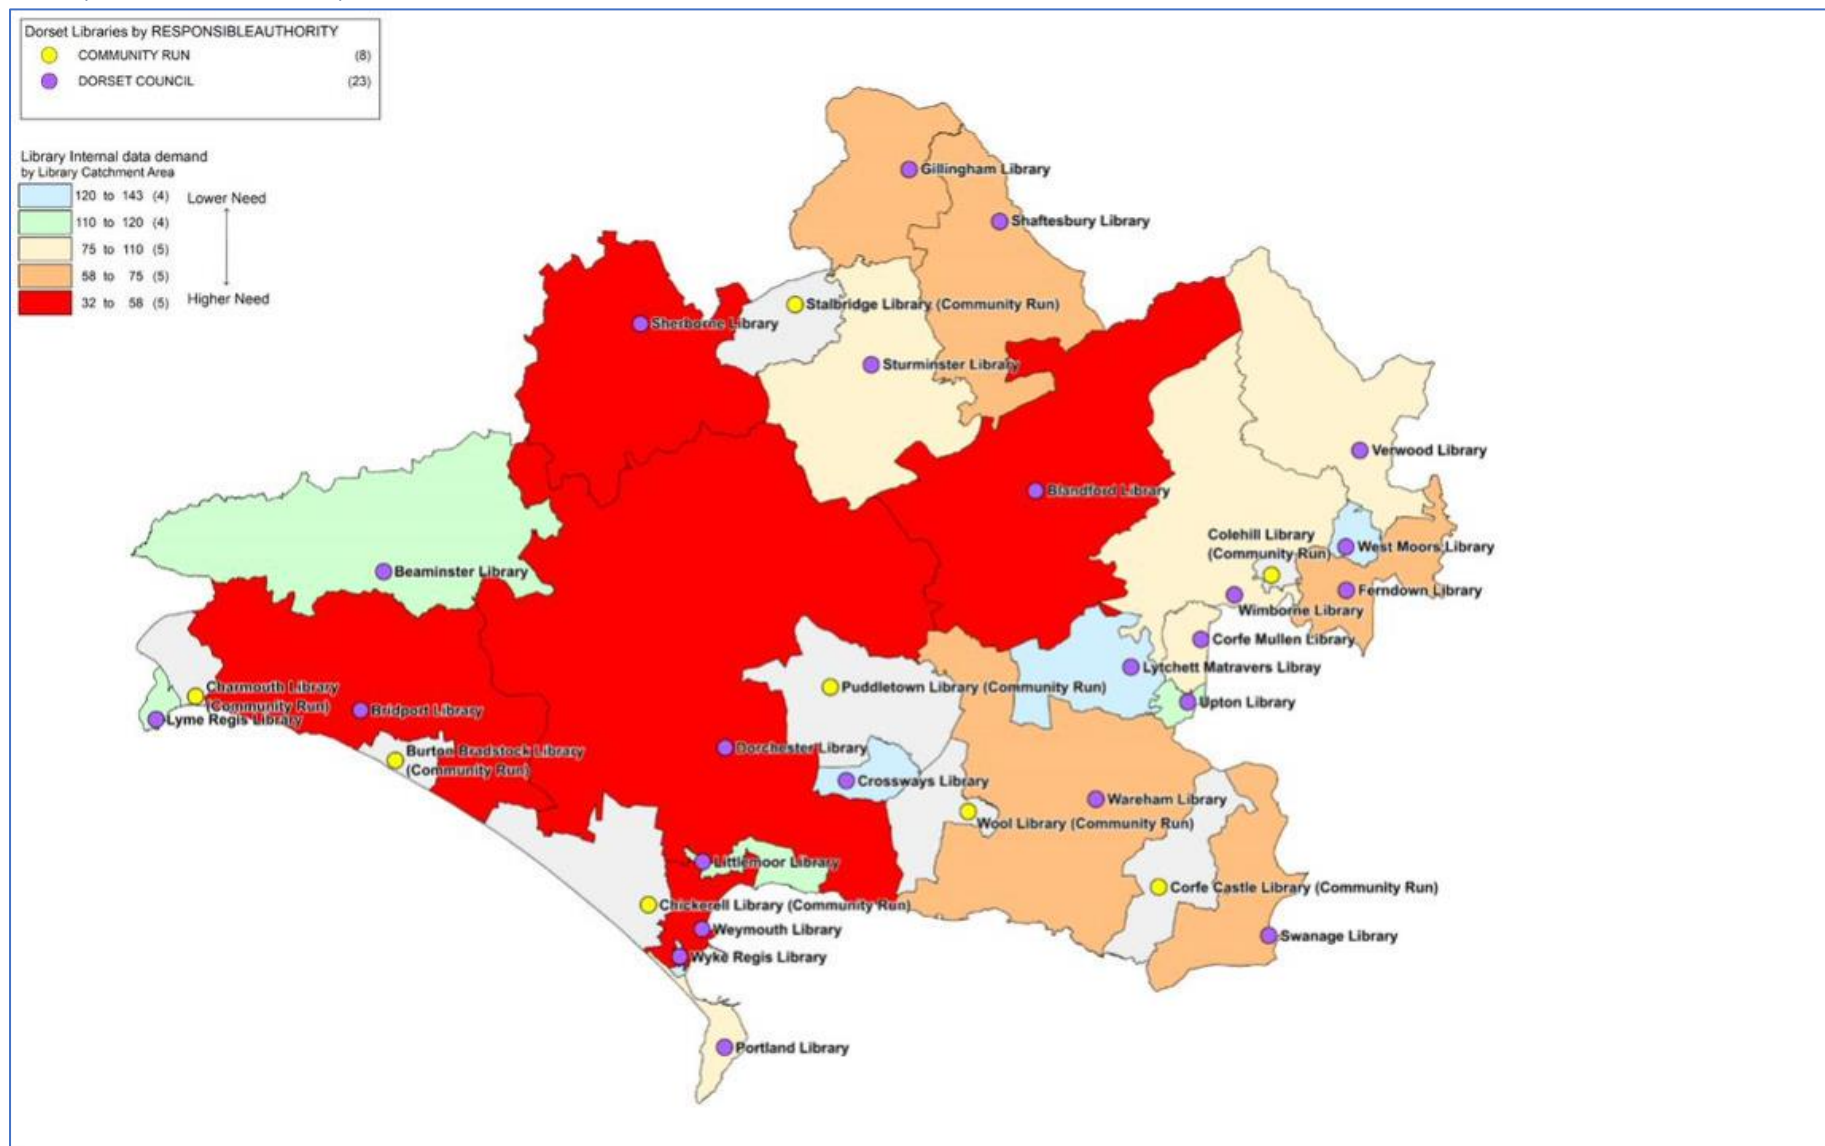 Dorset Libraries by RESPONSIBLEAUTHORITY
COMMUNITY RUN (8)
DORSET COUNCIL (23)
Library Internal data demand
by Library Catchment Area
120 to 143 (4) Lower Need
110 to 120 (4)
75 to 110 (5)
58 to 75 (5)
32 to 58 (5) Higher Need
Gillingham Library
Shaftesbury Library
Stalbridge Library (Community Run)
Sherborne Library
Sturminster Library
Verwood Library
Blandford Library
Colehill Library
(Community Run)
West Moors Library
Beaminster Library
Ferndown Library
Wimborne Library
Corfe Mullen Library
Lytchett Matravers Libray
Charmouth Library
(Community Run)
Puddletown Library (Community Run)
Upton Library
Lyme Regis Library
Bridport Library
Burton Bradstock Library
(Community Run)
Dorchester Library
Crossways Library
Wareham Library
Wool Library (Community Run)
Littlemoor Library
Corfe Castle Library (Community Run)
Chickerell Library (Community Run)
Weymouth Library
Swanage Library
Wyke Regis Library
Portland Library